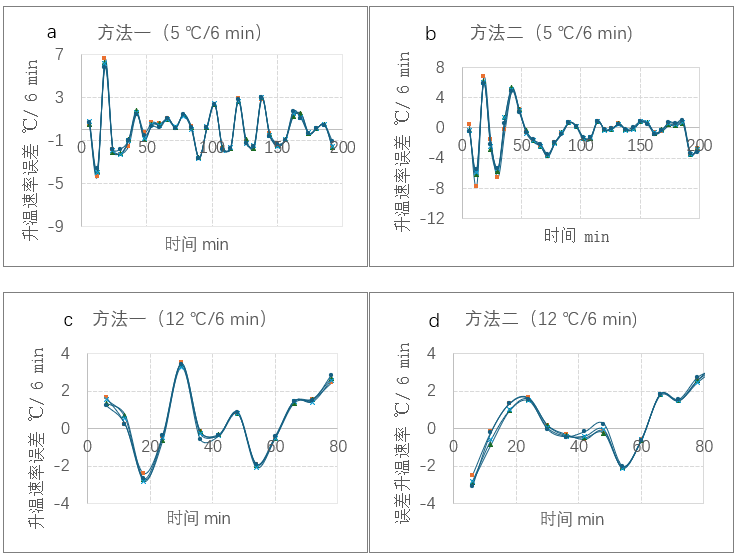 a
方法一（5 ℃/6 min）
升温速率误差 ℃/ 6 min
7
3
-1
-5
-9
0
50
100
150
200
时间 min
b
方法二（5 ℃/6 min)
升温速率误差 ℃/ 6 min
8
4
0
-4
-8
-12
0
50
100
150
200
时间 min
c
方法一（12 ℃/6 min）
升温速率误差 ℃/ 6 min
4
2
0
-2
-4
0
20
40
60
80
时间 min
d
方法二（12 ℃/6 min)
误差升温速率 ℃/ 6 min
4
2
0
-2
-4
0
20
40
60
80
时间 min